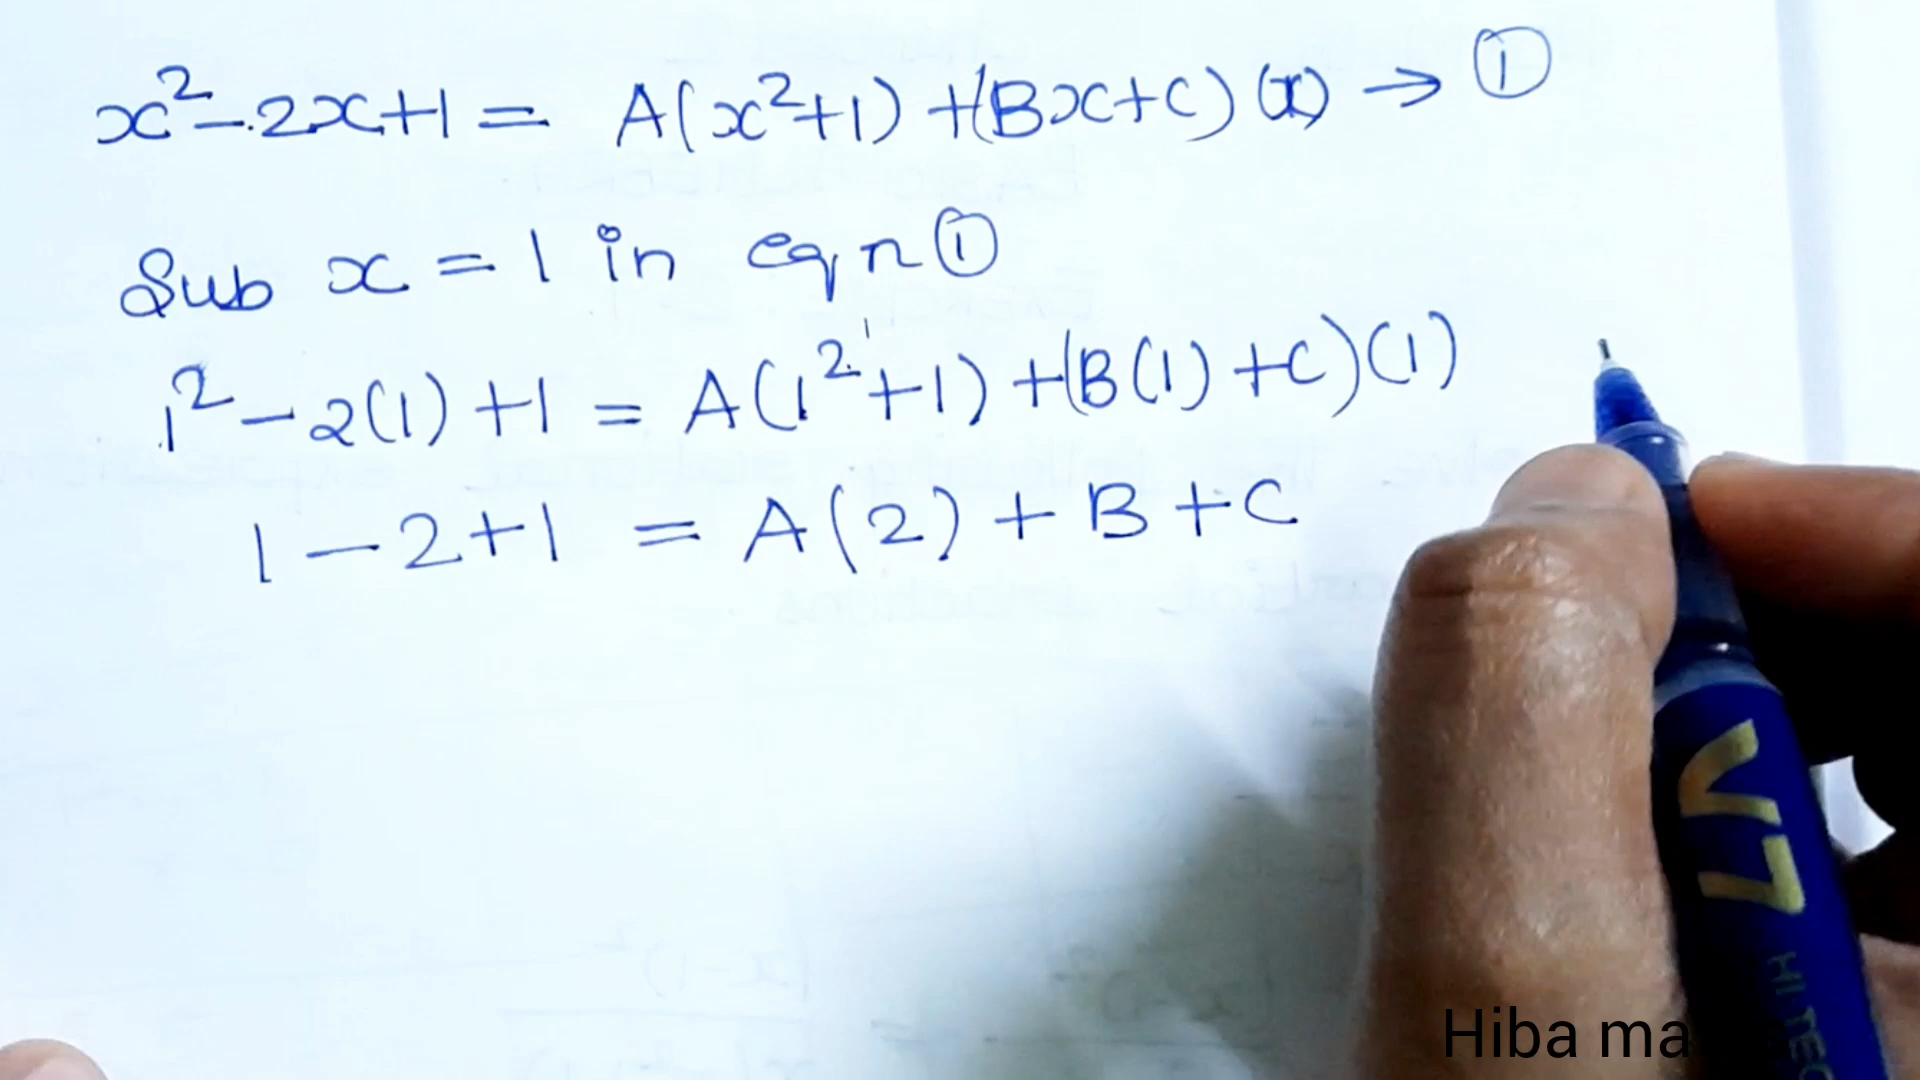 x² - 2x + 1 = A(x² + 1) + (Bx + C)(x) → ①
Sub x = 1 in eqn ①
1² - 2(1) + 1 = A(1² + 1) + (B(1) + C)(1)
1 - 2 + 1 = A(2) + B + C
V7
Hiba ma